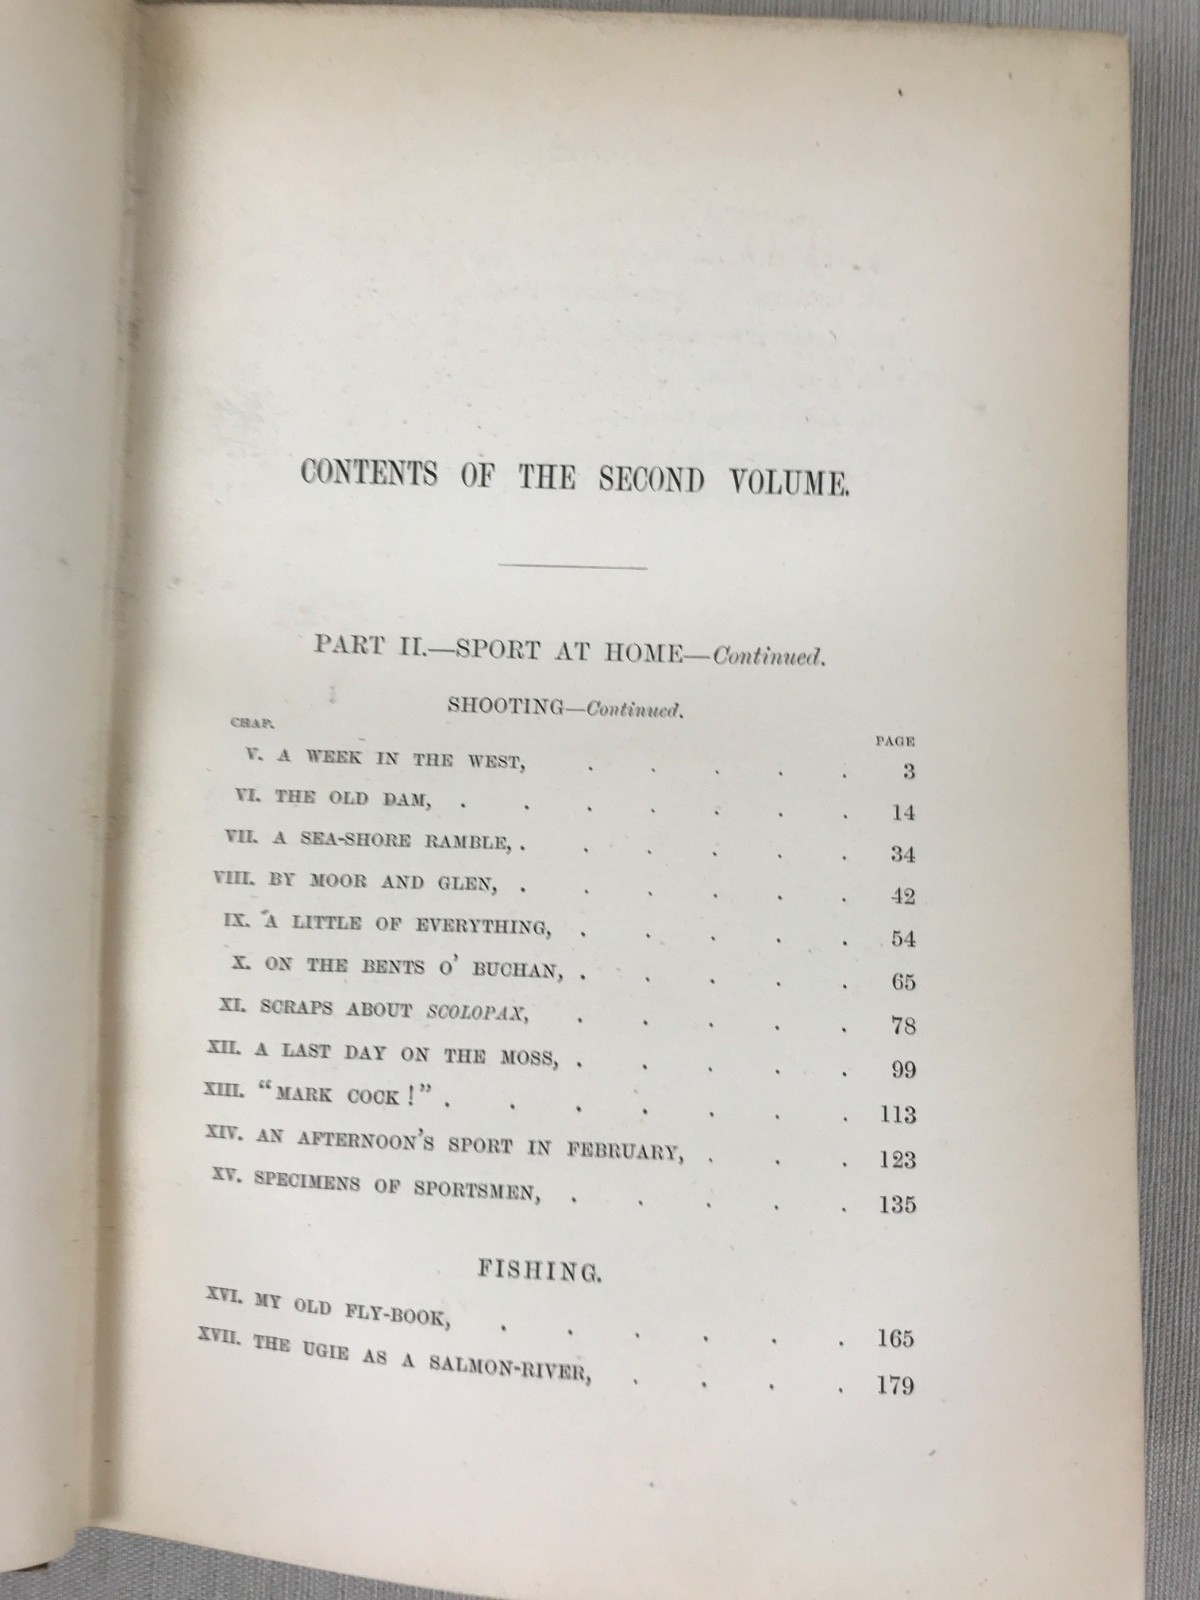 CONTENTS OF THE SECOND VOLUME.
PART II.—SPORT AT HOME—Continued.
SHOOTING—Continued.
CHAP. PAGE
V. A WEEK IN THE WEST, . . . . . 3
VI. THE OLD DAM, . . . . . . . 14
VII. A SEA-SHORE RAMBLE, . . . . . . 34
VIII. BY MOOR AND GLEN, . . . . . . 42
IX. A LITTLE OF EVERYTHING, . . . . . 54
X. ON THE BENTS O' BUCHAN, . . . . . 65
XI. SCRAPS ABOUT SCOLOPAX, . . . . . 78
XII. A LAST DAY ON THE MOSS, . . . . . 99
XIII. "MARK COCK!" . . . . . . . 113
XIV. AN AFTERNOON'S SPORT IN FEBRUARY, . . . 123
XV. SPECIMENS OF SPORTSMEN, . . . . . 135
FISHING.
XVI. MY OLD FLY-BOOK, . . . . . . 165
XVII. THE UGIE AS A SALMON-RIVER, . . . . 179